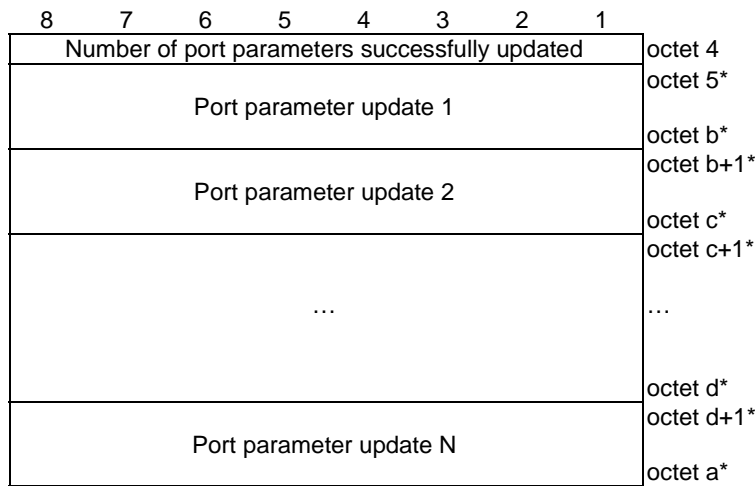 8 7 6 5 4 3 2 1
Number of port parameters successfully updated octet 4
octet 5*
Port parameter update 1
octet b*
octet b+1*
Port parameter update 2
octet c*
octet c+1*
… …
octet d*
octet d+1*
Port parameter update N
octet a*